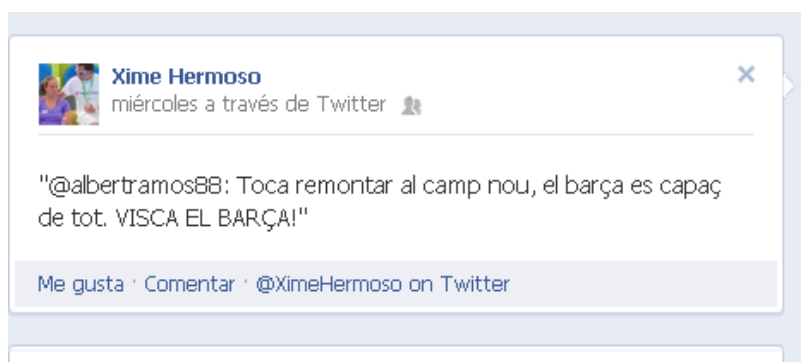 Xime Hermoso
miércoles a través de Twitter
"@albertramos88: Toca remontar al camp nou, el barça es capaç
de tot. VISCA EL BARÇA!"
Me gusta · Comentar · @XimeHermoso on Twitter